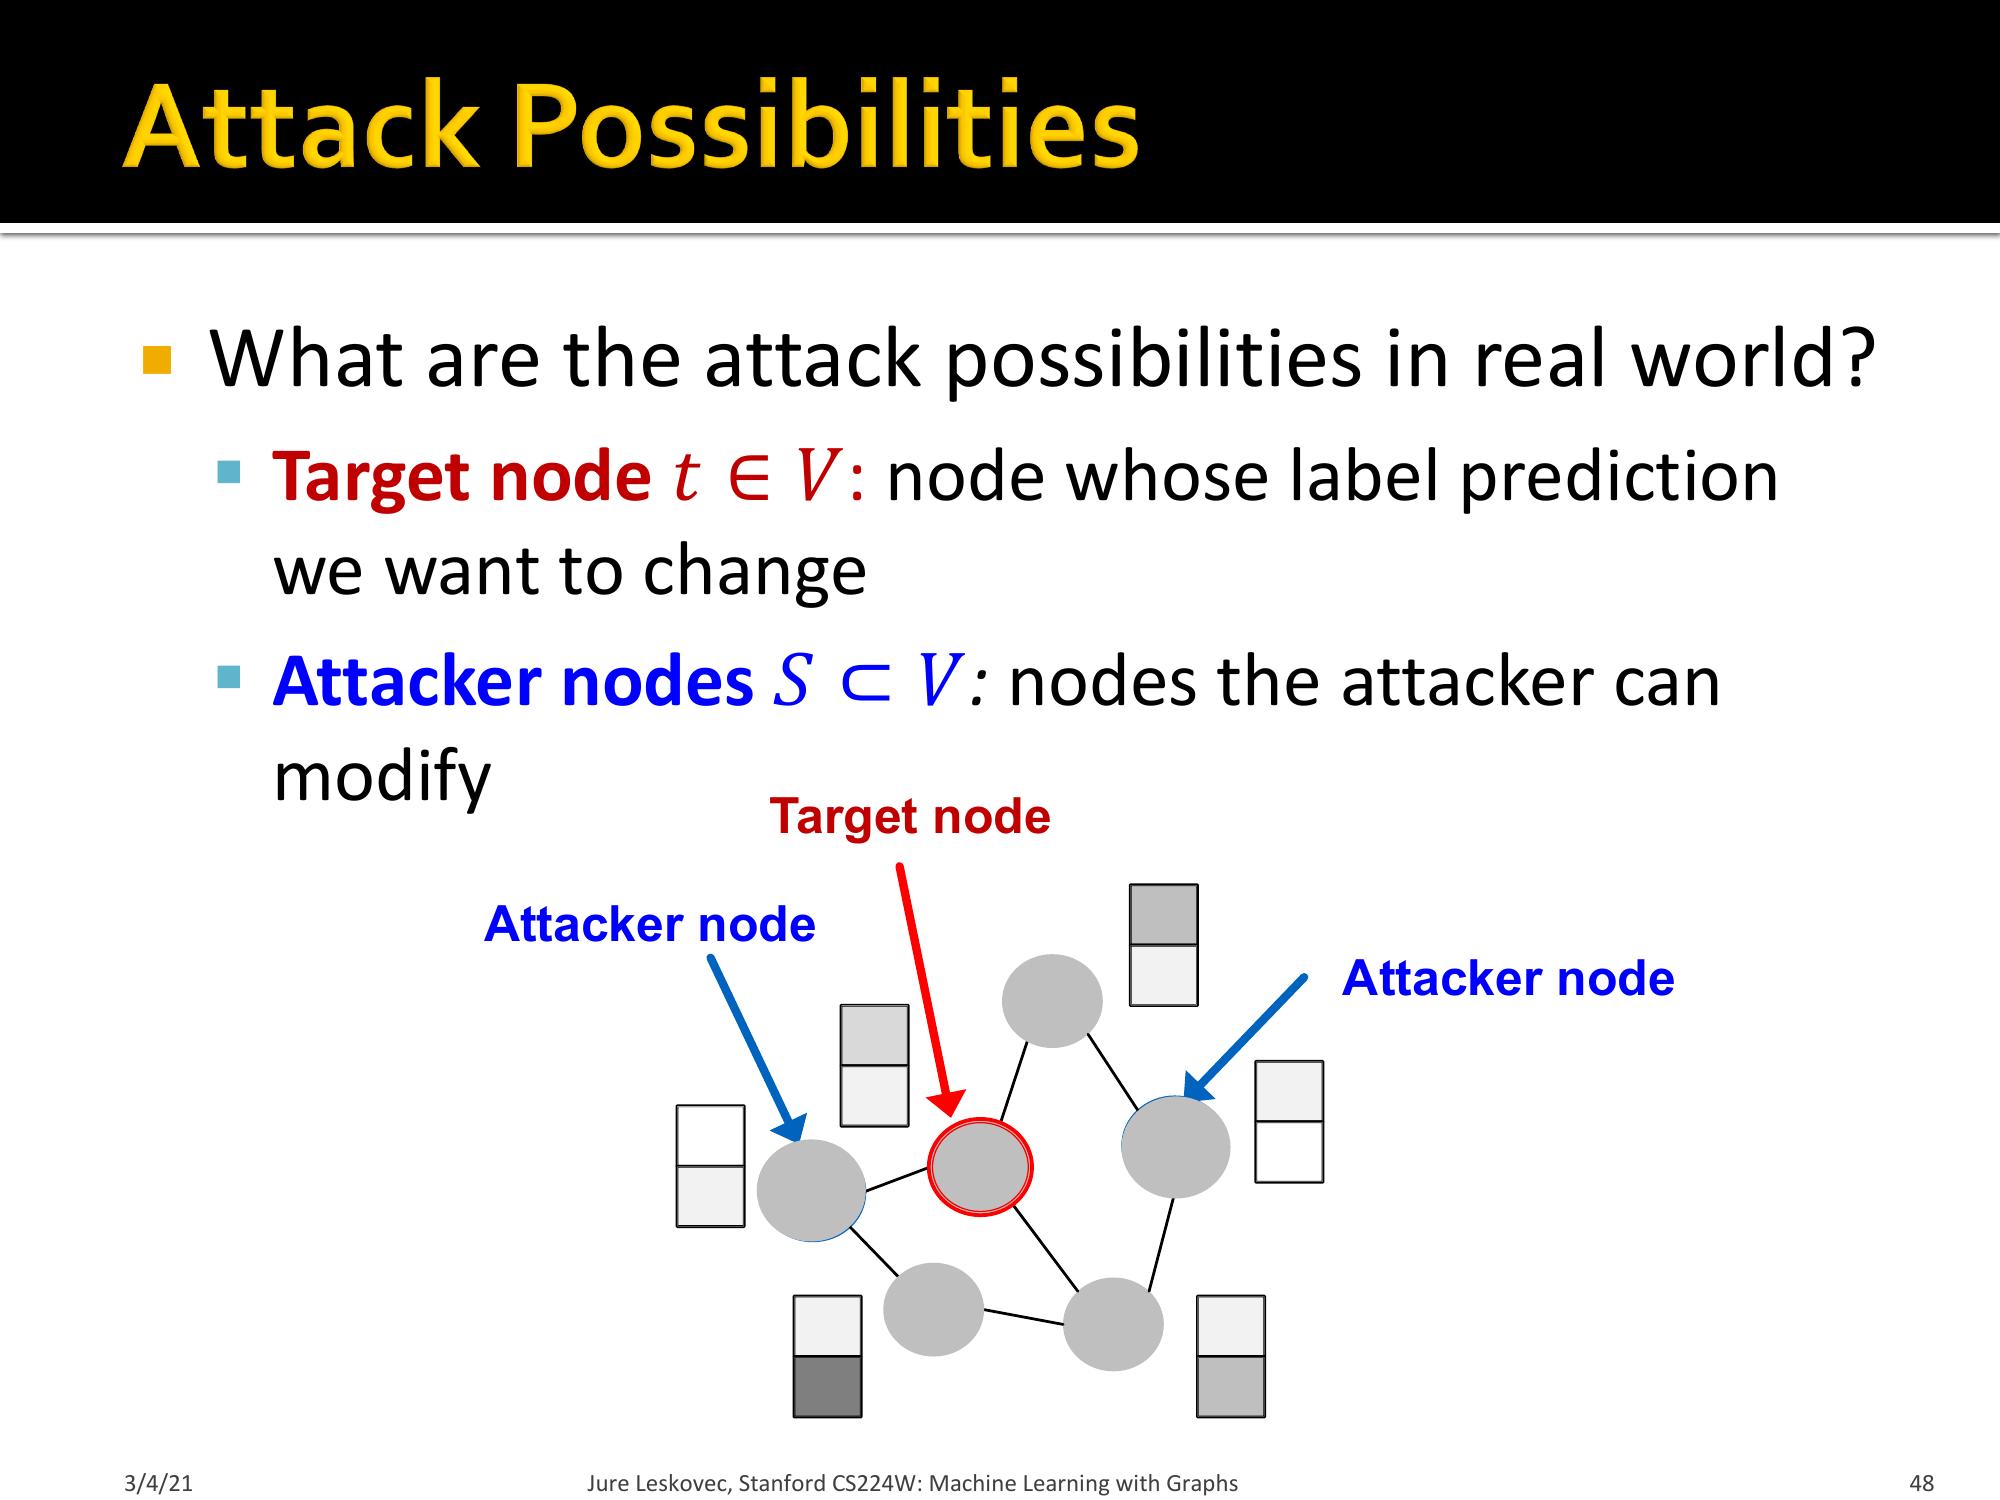 Attack Possibilities
What are the attack possibilities in real world?
Target node 𝑡 ∈ 𝑉: node whose label prediction
we want to change
Attacker nodes 𝑆 ⊂ 𝑉: nodes the attacker can
modify
Target node
Attacker node
Attacker node
3/4/21
Jure Leskovec, Stanford CS224W: Machine Learning with Graphs
48